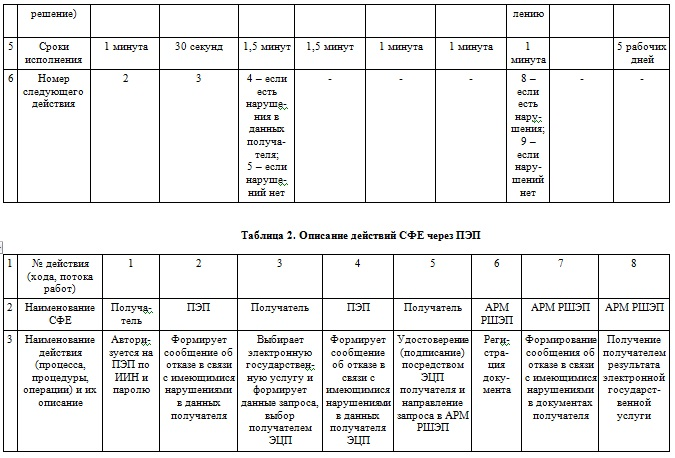 решение)
лению
5 Сроки исполнения 1 минута 30 секунд 1,5 минут 1,5 минут 1 минута 1 минута 1 минута 5 рабочих дней
6 Номер следующего действия 2 3 4 – если есть наруше-ния в данных получа-теля; 5 – если наруше-ний нет - - - 8 – если есть нару-шения; 9 – если нару-шений нет - -
Таблица 2. Описание действий СФЕ через ПЭП
1 № действия (хода, потока работ) 1 2 3 4 5 6 7 8
2 Наименование СФЕ Получа-тель ПЭП Получатель ПЭП Получатель АРМ РШЭП АРМ РШЭП АРМ РШЭП
3 Наименование действия (процесса, процедуры, операции) и их описание Автори-зуется на ПЭП по ИИН и паролю Формирует сообщение об отказе в связи с имеющимися нарушениями в данных получателя Выбирает электронную государствен-ную услугу и формирует данные запроса, выбор получателем ЭЦП Формирует сообщение об отказе в связи с имеющимися нарушениями в данных получателя ЭЦП Удостоверение (подписание) посредством ЭЦП получателя и направление запроса в АРМ РШЭП Реги-стра-ция доку-мента Формирование сообщения об отказе в связи с имеющимися нарушениями в документах получателя Получение получателем результата электронной государст-венной услуги